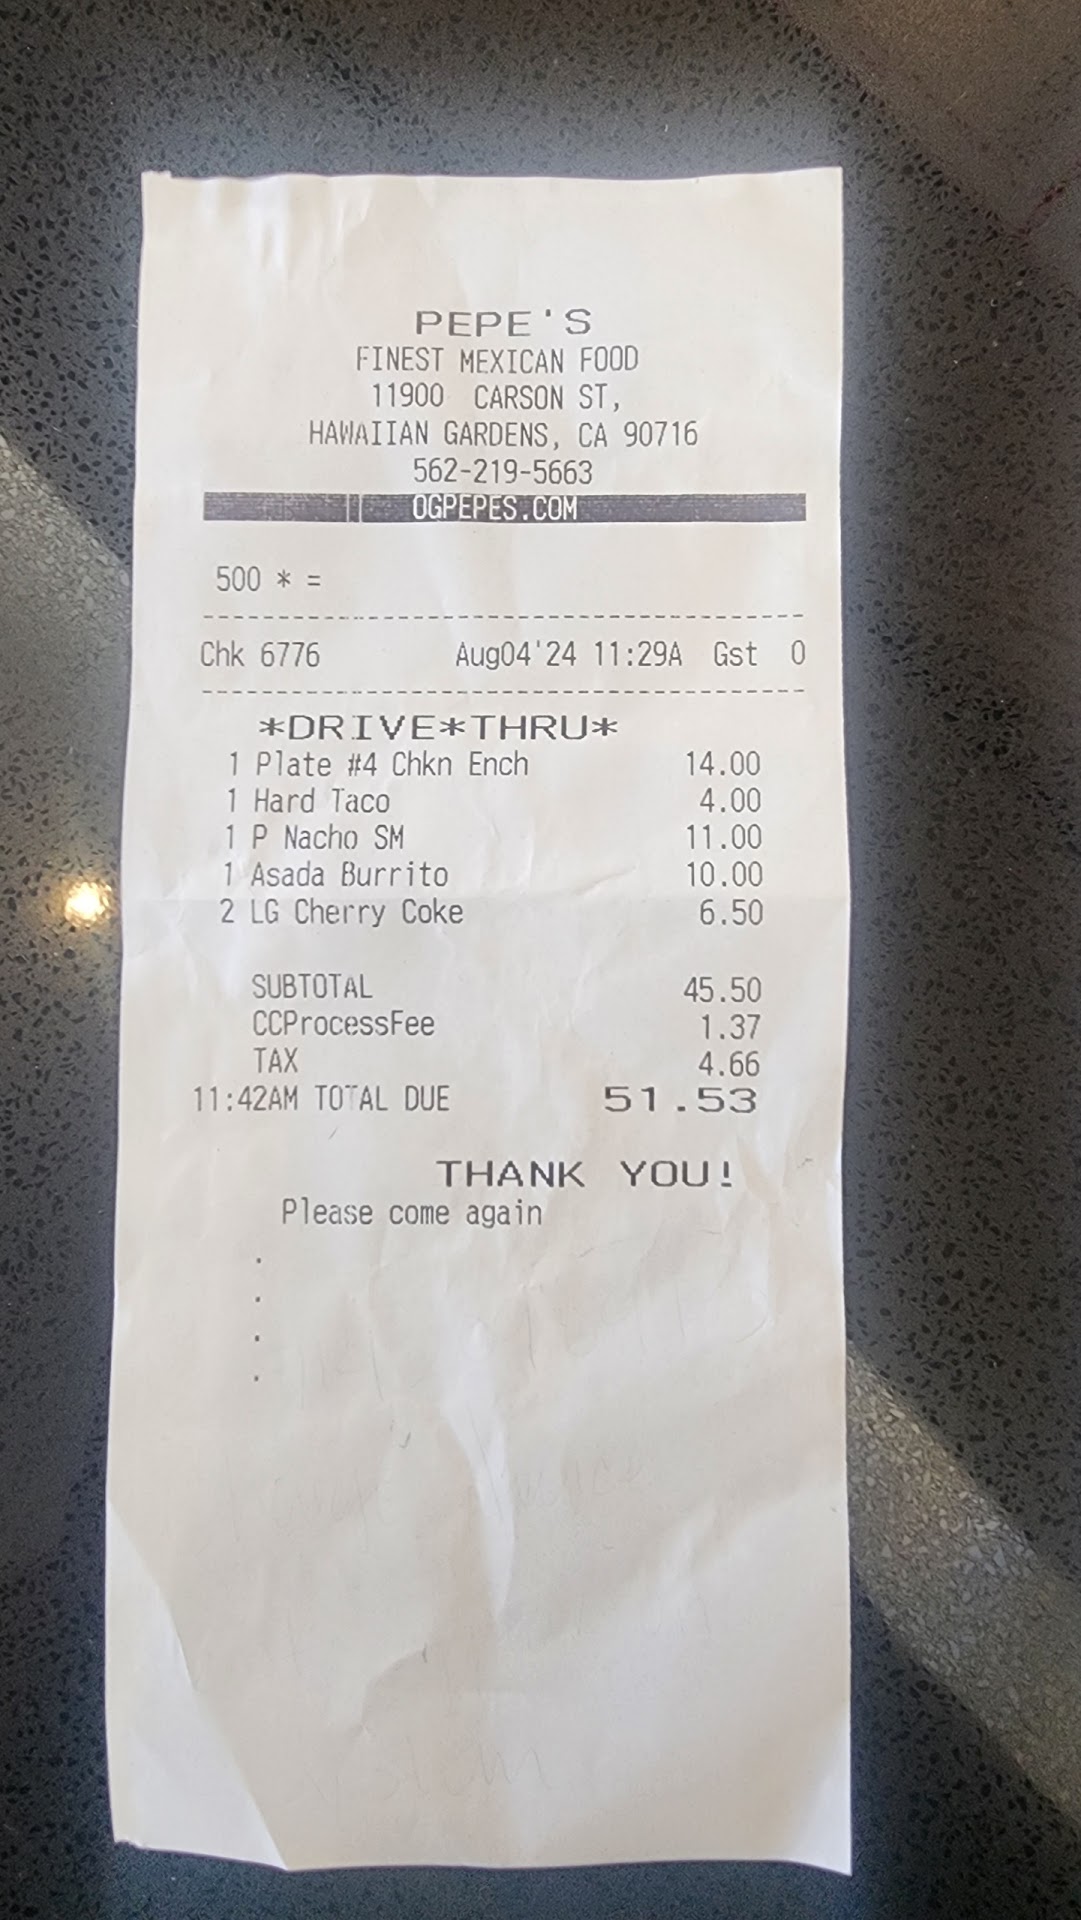 PEPE'S
FINEST MEXICAN FOOD
11900 CARSON ST,
HAWAIIAN GARDENS, CA 90716
562-219-5663
OGPEPES.COM
500 * =
Chk 6776 Aug04'24 11:29A Gst 0
*DRIVE*THRU*
1 Plate #4 Chkn Ench 14.00
1 Hard Taco 4.00
1 P Nacho SM 11.00
1 Asada Burrito 10.00
2 LG Cherry Coke 6.50
SUBTOTAL 45.50
CCProcessFee 1.37
TAX 4.66
11:42AM TOTAL DUE 51.53
THANK YOU!
Please come again
.
.
.
.